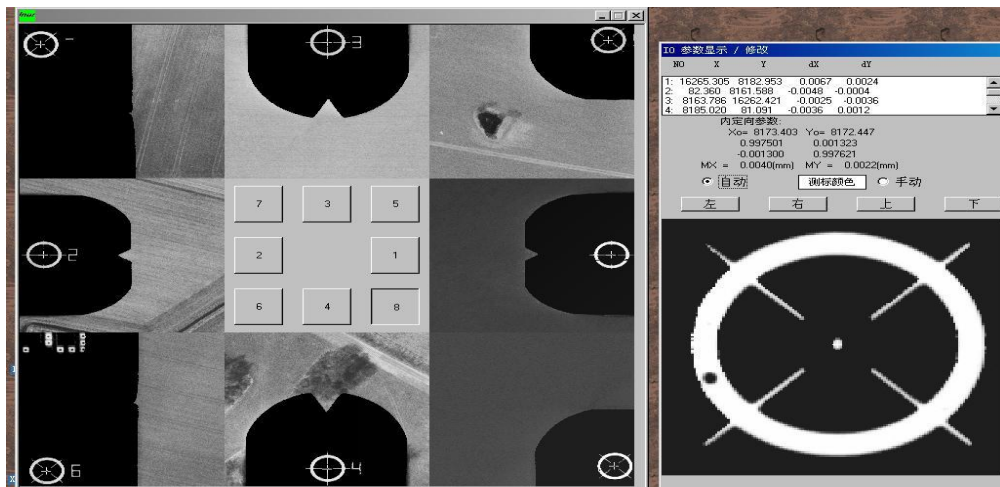 3
2
6
4
7 3 5
2 1
6 4 8
IO 参数显示 / 修改
NO X Y dX dY
1: 16265.305 8182.953 0.0067 0.0024
2: 82.360 8161.588 -0.0048 -0.0004
3: 8163.786 16262.421 -0.0025 -0.0036
4: 8185.020 81.091 -0.0036 0.0012
内定向参数:
Xo= 8173.403 Yo= 8172.447
0.997501 0.001323
-0.001300 0.997621
MX = 0.0040(mm) MY = 0.0022(mm)
自动 测标颜色 手动
左 右 上 下